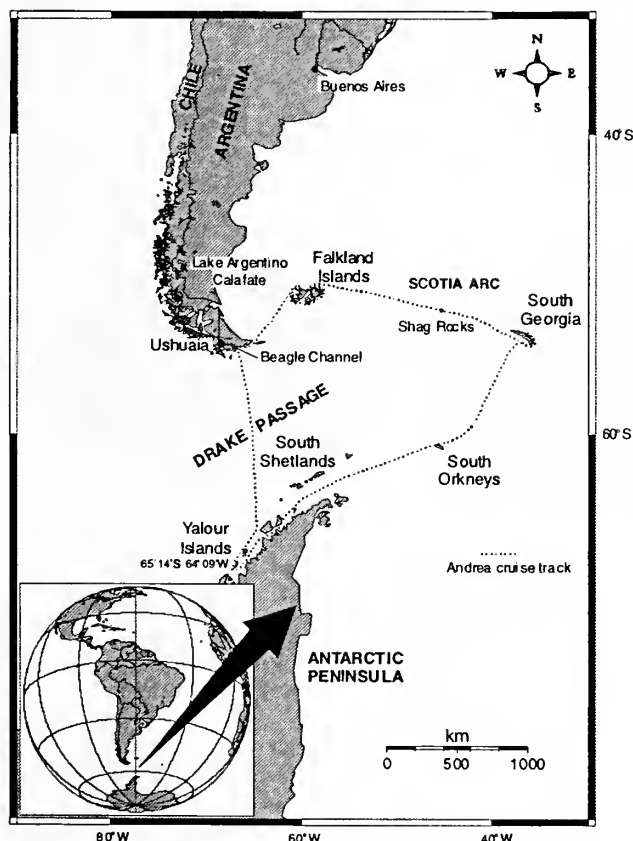 N
W E
S
Buenos Aires
CHILE
ARGENTINA
40°S
Lake Argentino
Calafate
Falkland
Islands
SCOTIA ARC
South
Georgia
Shag Rocks
Ushuaia
Beagle Channel
DRAKE PASSAGE
60°S
South
Shetlands
South
Orkneys
Yalour
Islands
65°14'S 64°09'W
Andrea cruise track
ANTARCTIC
PENINSULA
km
0 500 1000
80°W 60°W 40°W